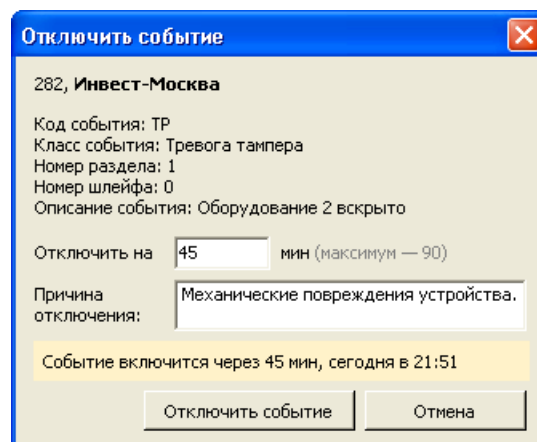 Отключить событие
282, Инвест-Москва
Код события: TP
Класс события: Тревога тампера
Номер раздела: 1
Номер шлейфа: 0
Описание события: Оборудование 2 вскрыто
Отключить на 45 мин (максимум — 90)
Причина отключения: Механические повреждения устройства.
Событие включится через 45 мин, сегодня в 21:51
Отключить событие Отмена